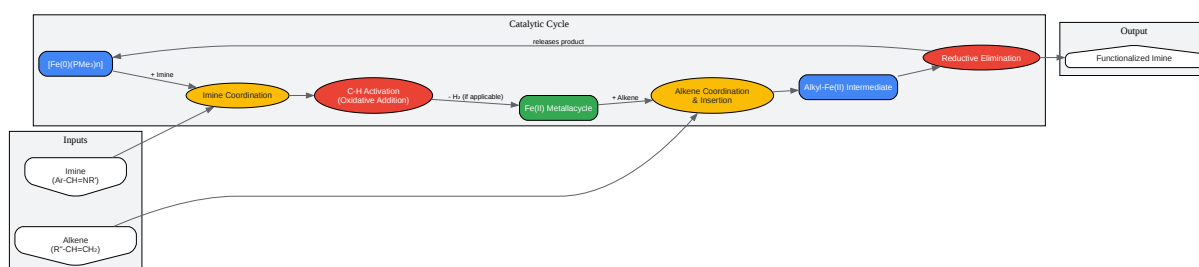 Catalytic Cycle
releases product
[Fe(0)(PMe₃)n]
+ Imine
Imine Coordination
C-H Activation
(Oxidative Addition)
- H₂ (if applicable)
Fe(II) Metallacycle
+ Alkene
Alkene Coordination
& Insertion
Alkyl-Fe(II) Intermediate
Reductive Elimination
Output
Functionalized Imine
Inputs
Imine
(Ar-CH=NR')
Alkene
(R''-CH=CH₂)